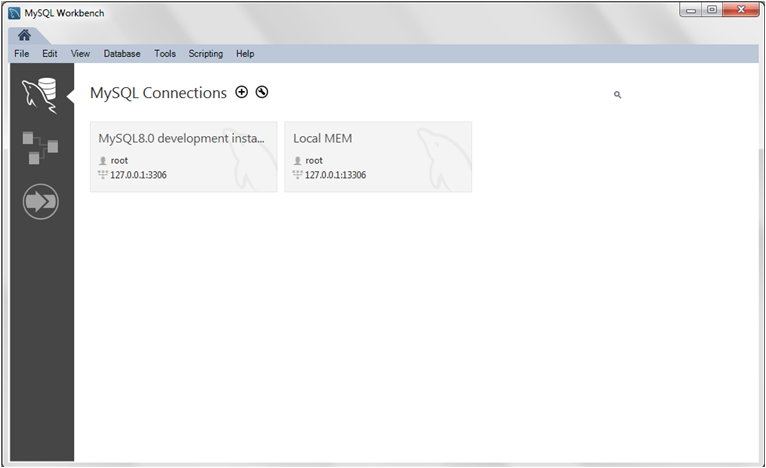 MySQL Workbench
File Edit View Database Tools Scripting Help
MySQL Connections
MySQL8.0 development insta...
root
127.0.0.1:3306
Local MEM
root
127.0.0.1:13306